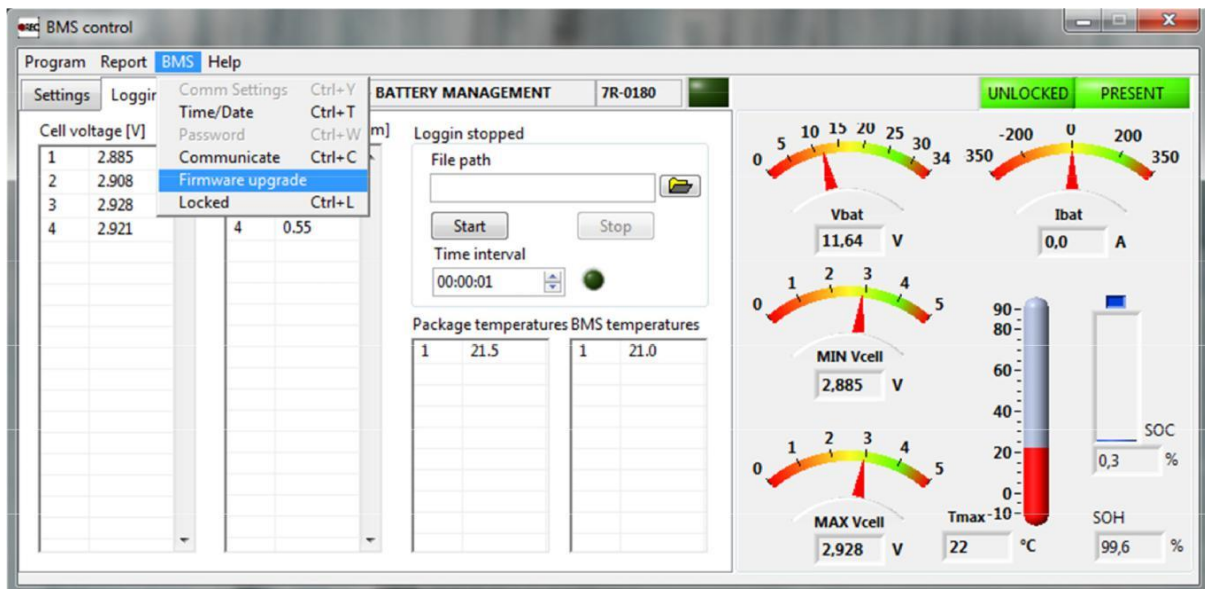 REC BMS control
Program Report BMS Help
Settings Loggin BATTERY MANAGEMENT 7R-0180 UNLOCKED PRESENT
Comm Settings Ctrl+Y
Time/Date Ctrl+T
Password Ctrl+W
Communicate Ctrl+C
Firmware upgrade
Locked Ctrl+L
Cell voltage [V]
1 2.885
2 2.908
3 2.928
4 2.921
m]
4 0.55
Loggin stopped
File path
Start Stop
Time interval
00:00:01
Package temperatures BMS temperatures
1 21.5 1 21.0
0 5 10 15 20 25 30 34
Vbat
11,64 V
350 -200 0 200 350
Ibat
0,0 A
0 1 2 3 4 5
MIN Vcell
2,885 V
0 1 2 3 4 5
MAX Vcell
2,928 V
90
80
60
40
20
0
-10
Tmax
22 °C
SOC
0,3 %
SOH
99,6 %